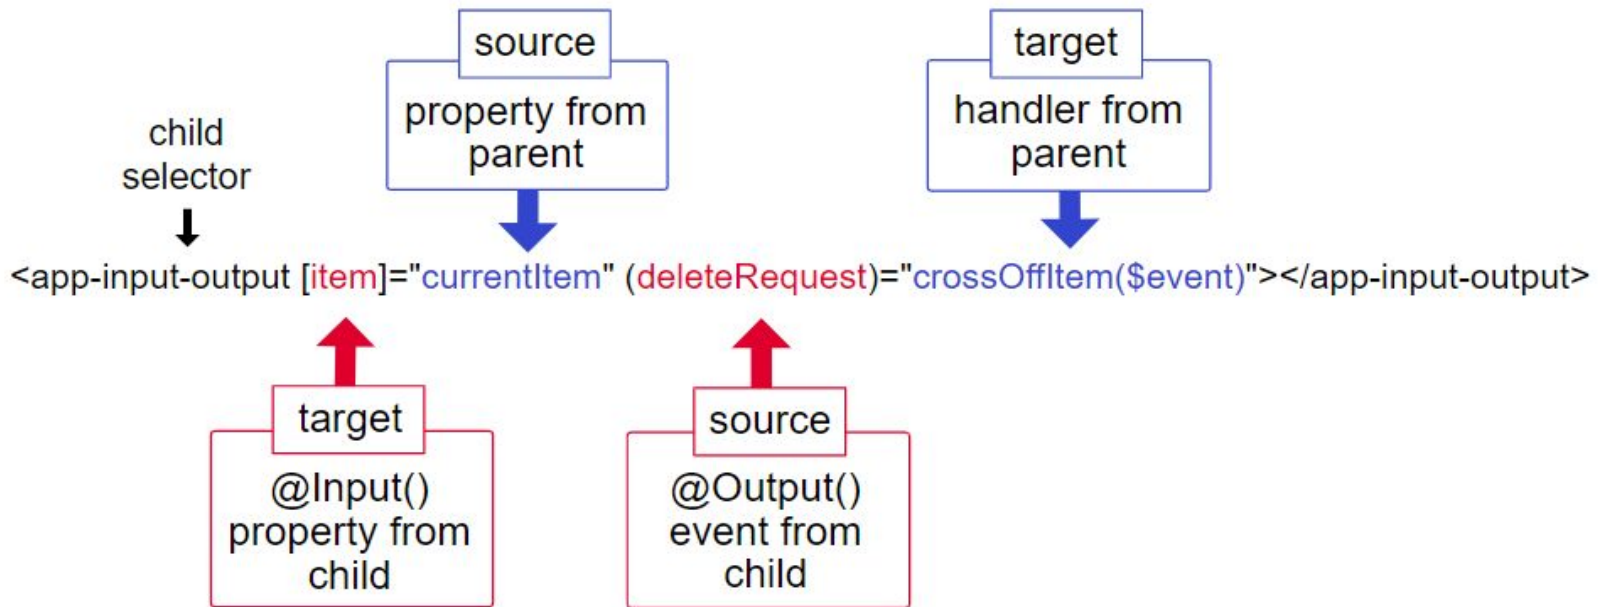 source
property from
parent
target
handler from
parent
child
selector
<app-input-output [item]="currentItem" (deleteRequest)="crossOffItem($event)"></app-input-output>
target
@Input()
property from
child
source
@Output()
event from
child